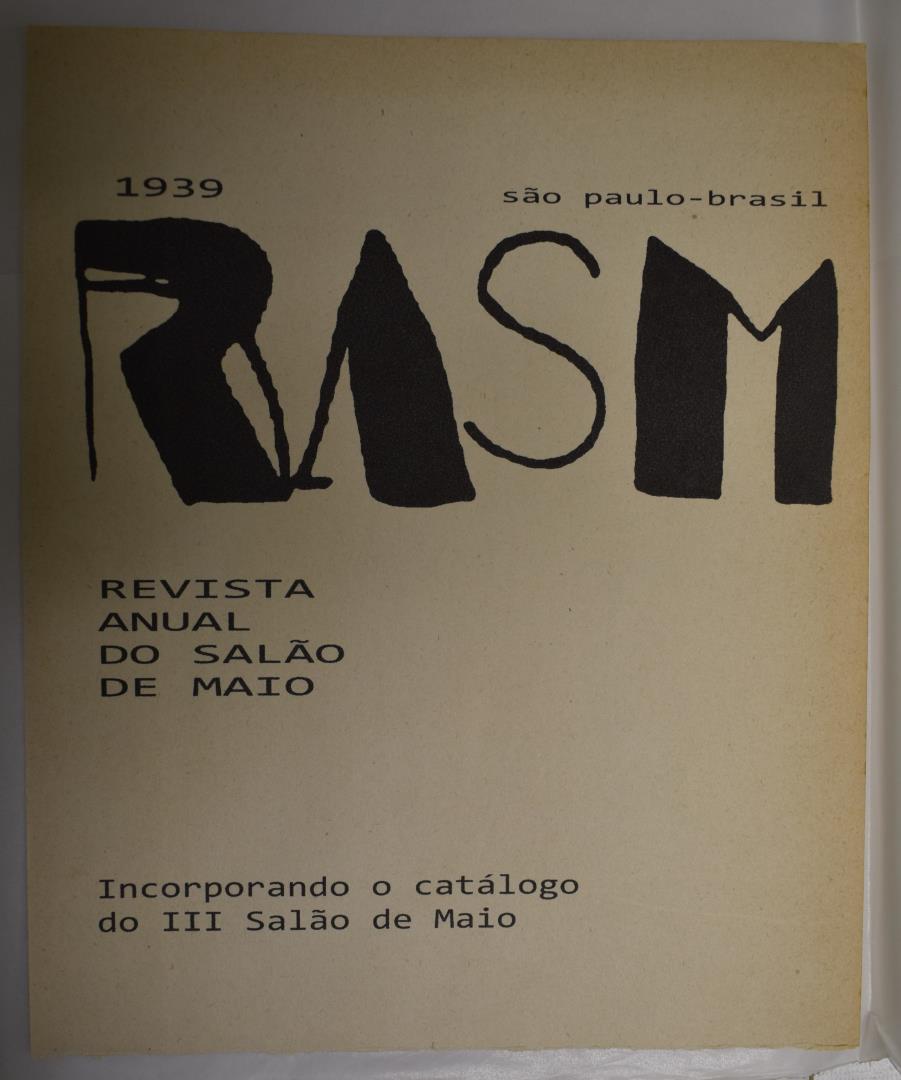 1939
são paulo-brasil
RASM
REVISTA
ANUAL
DO SALÃO
DE MAIO
Incorporando o catálogo
do III Salão de Maio